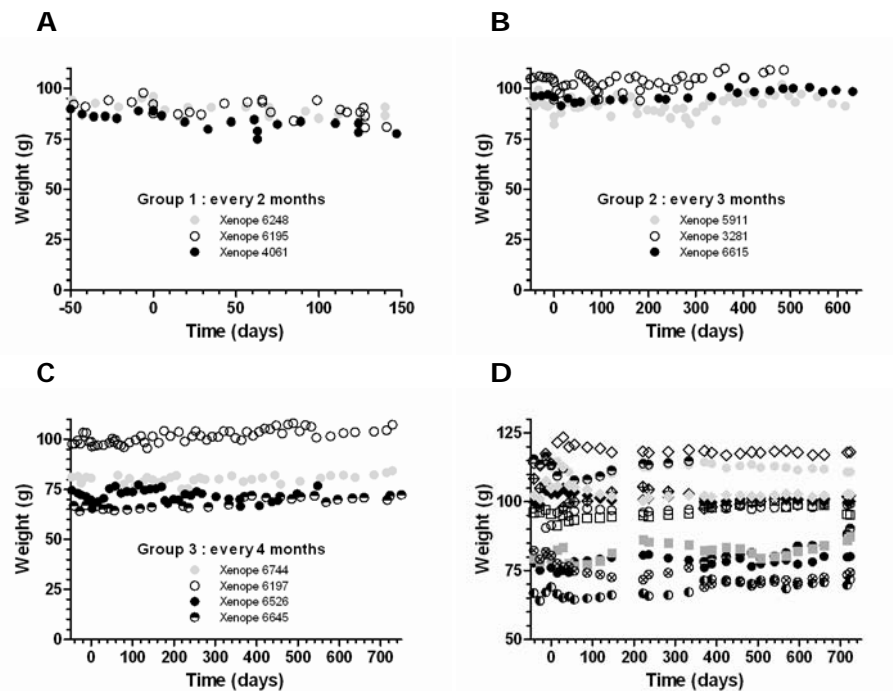 A
Weight (g)
100
75
50
25
0
Group 1 : every 2 months
Xenope 6248
Xenope 6195
Xenope 4061
-50 0 50 100 150
Time (days)
B
Weight (g)
100
75
50
25
0
Group 2 : every 3 months
Xenope 5911
Xenope 3281
Xenope 6615
0 100 200 300 400 500 600
Time (days)
C
Weight (g)
100
75
50
25
0
Group 3 : every 4 months
Xenope 6744
Xenope 6197
Xenope 6526
Xenope 6645
0 100 200 300 400 500 600 700
Time (days)
D
Weight (g)
125
100
75
50
0 100 200 300 400 500 600 700
Time (days)